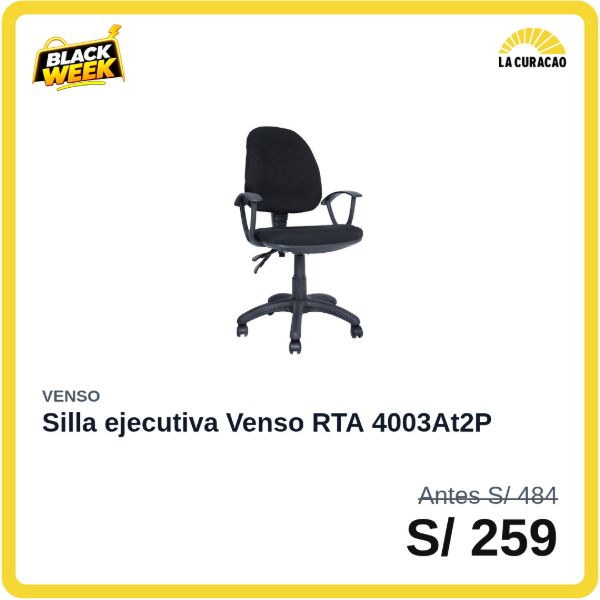 BLACK
WEEK
LA CURACAO
VENSO
Silla ejecutiva Venso RTA 4003At2P
Antes S/ 484
S/ 259